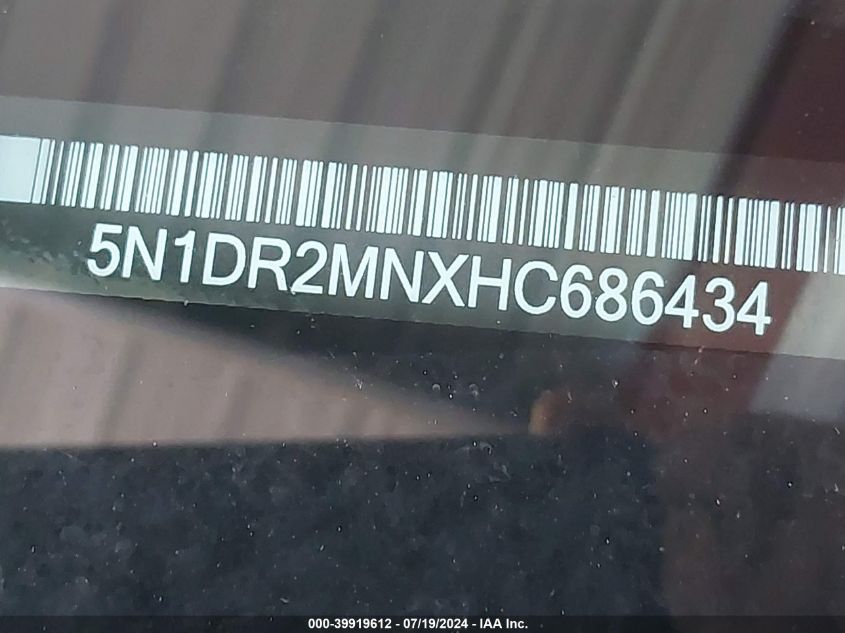 5N1DR2MNXHC686434
000-39919612 - 07/19/2024 - IAA Inc.